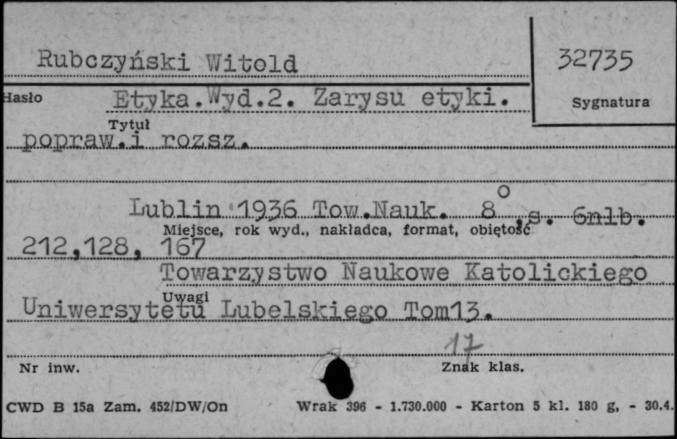 Rubczyński Witold
32735
Hasło
Etyka.Wyd.2. Zarysu etyki.
Sygnatura
Tytuł
popraw.i rozsz.
Lublin 1936 Tow.Nauk. 8o,s. 6nlb.
Miejsce, rok wyd., nakładca, format, objętość
212,128, 167
Towarzystwo Naukowe Katolickiego
Uwagi
Uniwersytetu Lubelskiego Tom13.
17
Nr inw.
Znak klas.
CWD B 15a Zam. 452/DW/On
Wrak 396 - 1.730.000 - Karton 5 kl. 180 g, - 30.4.